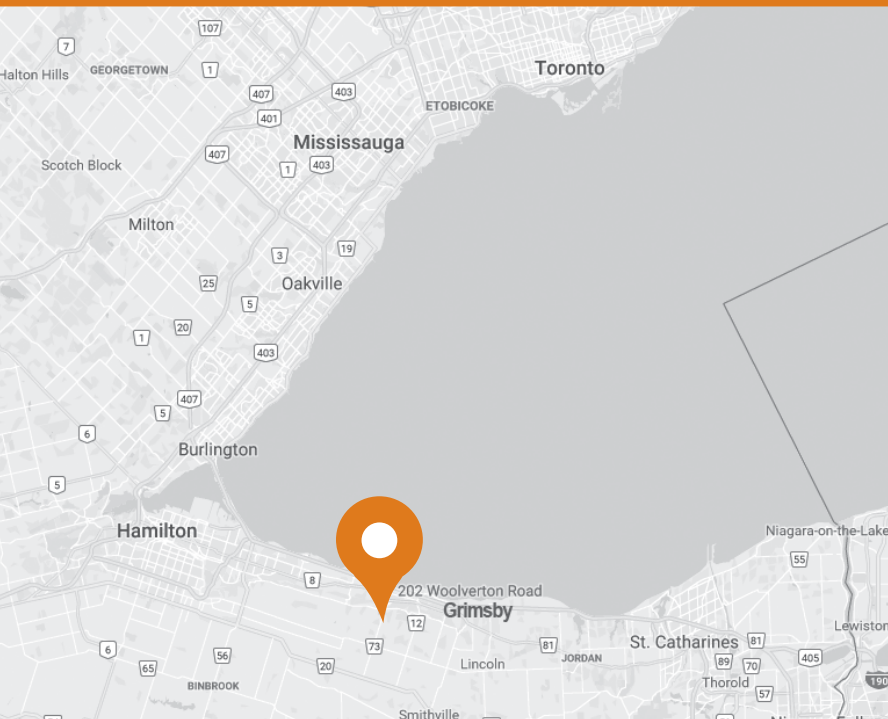 107
7
Halton Hills
GEORGETOWN
1
Toronto
407
403
ETOBICOKE
401
Mississauga
407
1
403
Scotch Block
Milton
19
3
25
Oakville
5
20
1
403
407
5
6
Burlington
5
Hamilton
Niagara-on-the-Lake
55
8
202 Woolverton Road
Grimsby
12
Lewiston
73
81
St. Catharines
81
6
56
65
20
Lincoln
JORDAN
89
70
405
BINBROOK
Thorold
57
190
Smithville